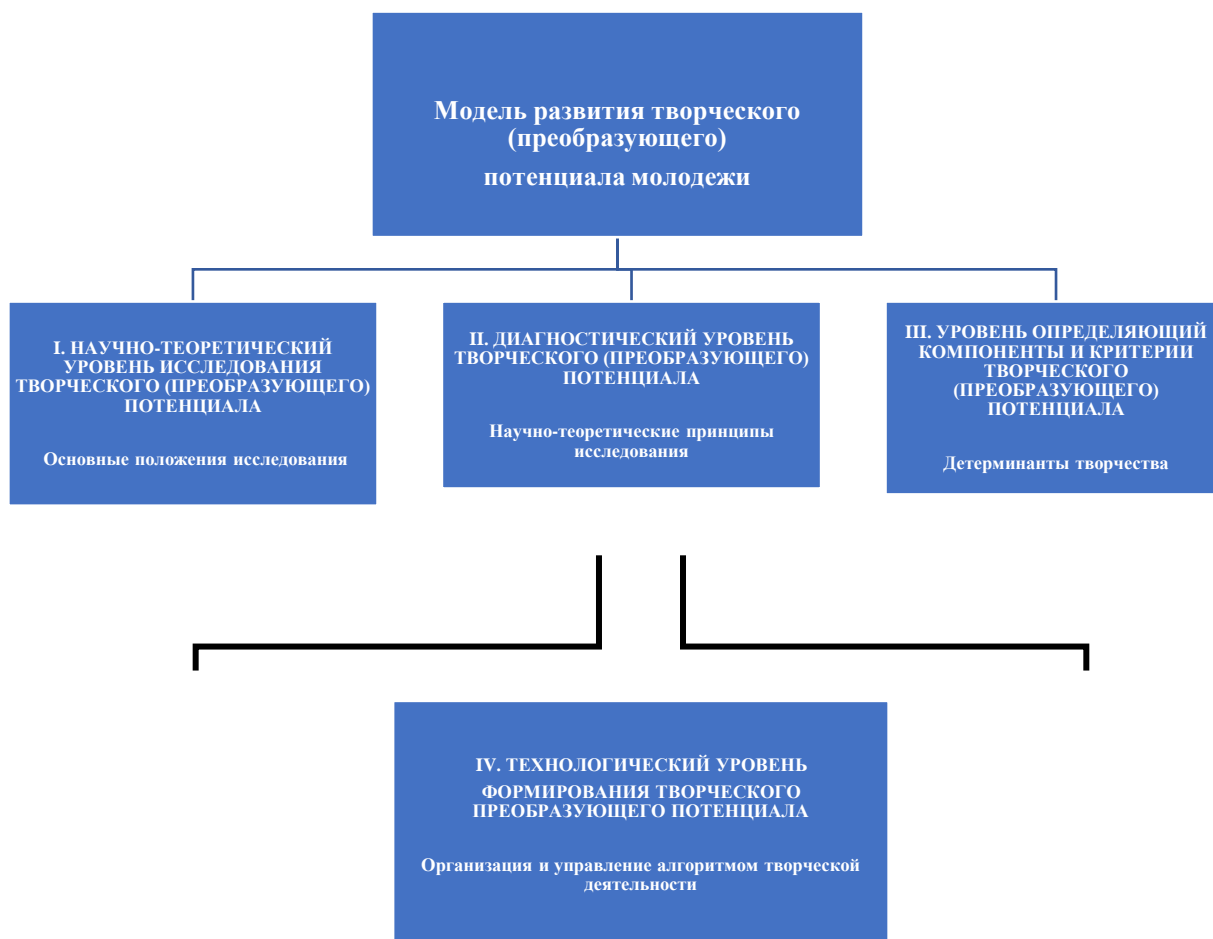 Модель развития творческого
(преобразующего)
потенциала молодежи
I. НАУЧНО-ТЕОРЕТИЧЕСКИЙ
УРОВЕНЬ ИССЛЕДОВАНИЯ
ТВОРЧЕСКОГО (ПРЕОБРАЗУЮЩЕГО)
ПОТЕНЦИАЛА
Основные положения исследования
II. ДИАГНОСТИЧЕСКИЙ УРОВЕНЬ
ТВОРЧЕСКОГО (ПРЕОБРАЗУЮЩЕГО)
ПОТЕНЦИАЛА
Научно-теоретические принципы
исследования
III. УРОВЕНЬ ОПРЕДЕЛЯЮЩИЙ
КОМПОНЕНТЫ И КРИТЕРИИ
ТВОРЧЕСКОГО
(ПРЕОБРАЗУЮЩЕГО)
ПОТЕНЦИАЛА
Детерминанты творчества
IV. ТЕХНОЛОГИЧЕСКИЙ УРОВЕНЬ
ФОРМИРОВАНИЯ ТВОРЧЕСКОГО
ПРЕОБРАЗУЮЩЕГО ПОТЕНЦИАЛА
Организация и управление алгоритмом творческой
деятельности